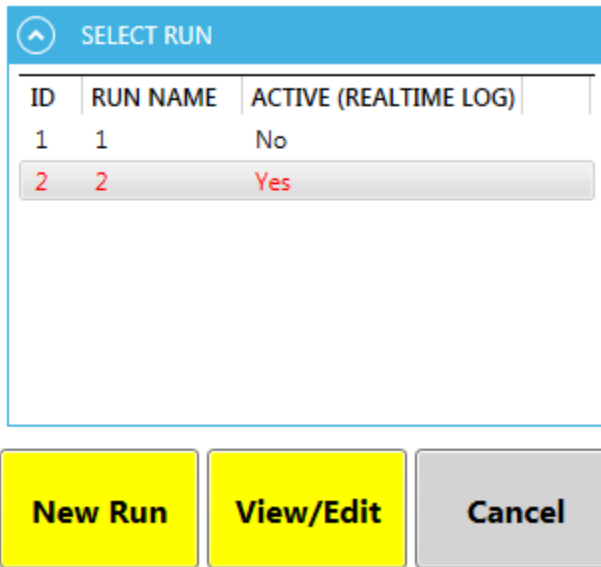 SELECT RUN
ID RUN NAME ACTIVE (REALTIME LOG)
1 1 No
2 2 Yes
New Run View/Edit Cancel